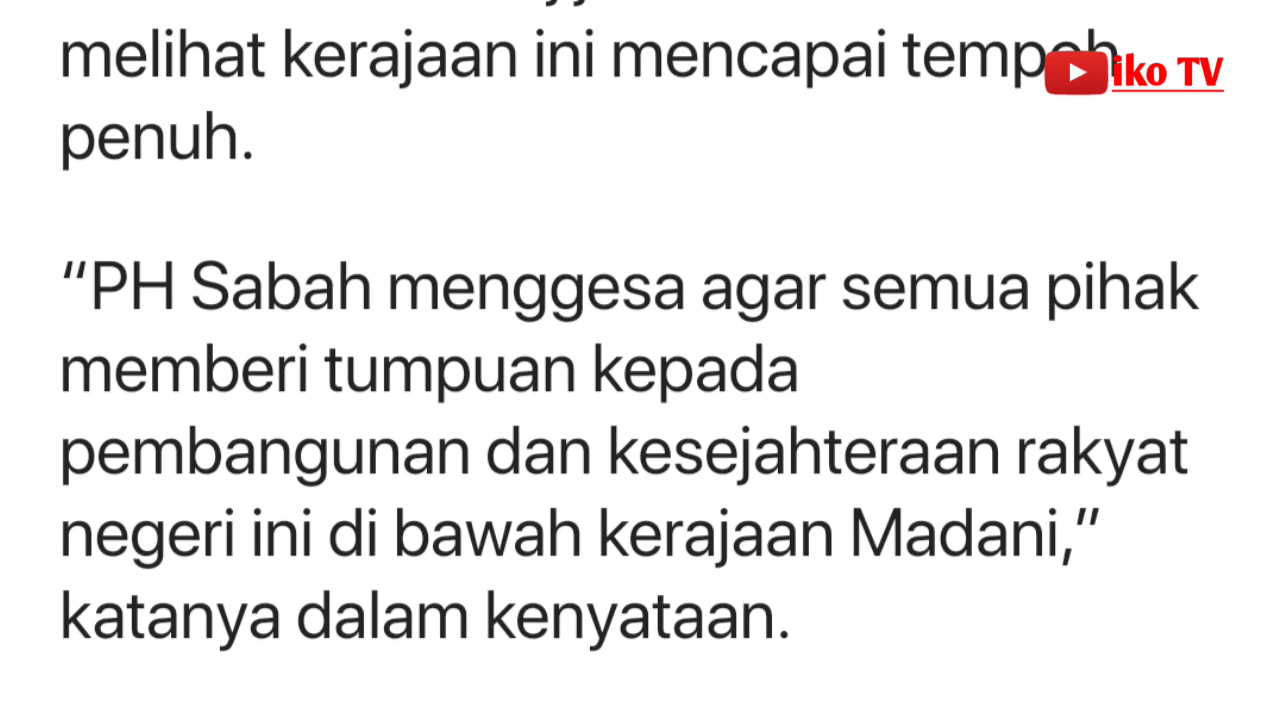 melihat kerajaan ini mencapai tempoh
iko TV
penuh.
“PH Sabah menggesa agar semua pihak
memberi tumpuan kepada
pembangunan dan kesejahteraan rakyat
negeri ini di bawah kerajaan Madani,”
katanya dalam kenyataan.